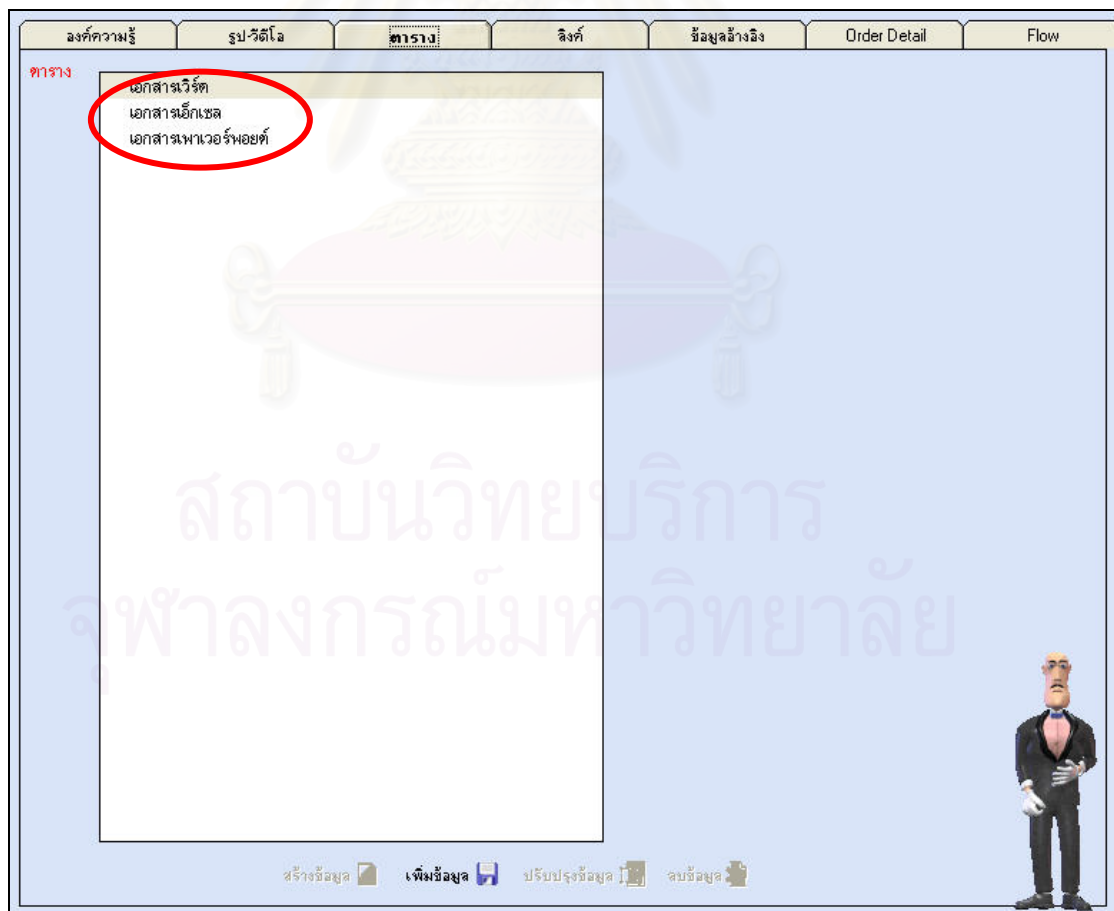 องค์ความรู้ รูป-วีดีโอ ตาราง ลิงค์ ข้อมูลอ้างอิง Order Detail Flow
ตาราง
เอกสารเวิร์ด
เอกสารเอ็กเซล
เอกสารเพาเวอร์พอยต์
สถาบันวิทยบริการ
จุฬาลงกรณ์มหาวิทยาลัย
สร้างข้อมูล เพิ่มข้อมูล ปรับปรุงข้อมูล ลบข้อมูล